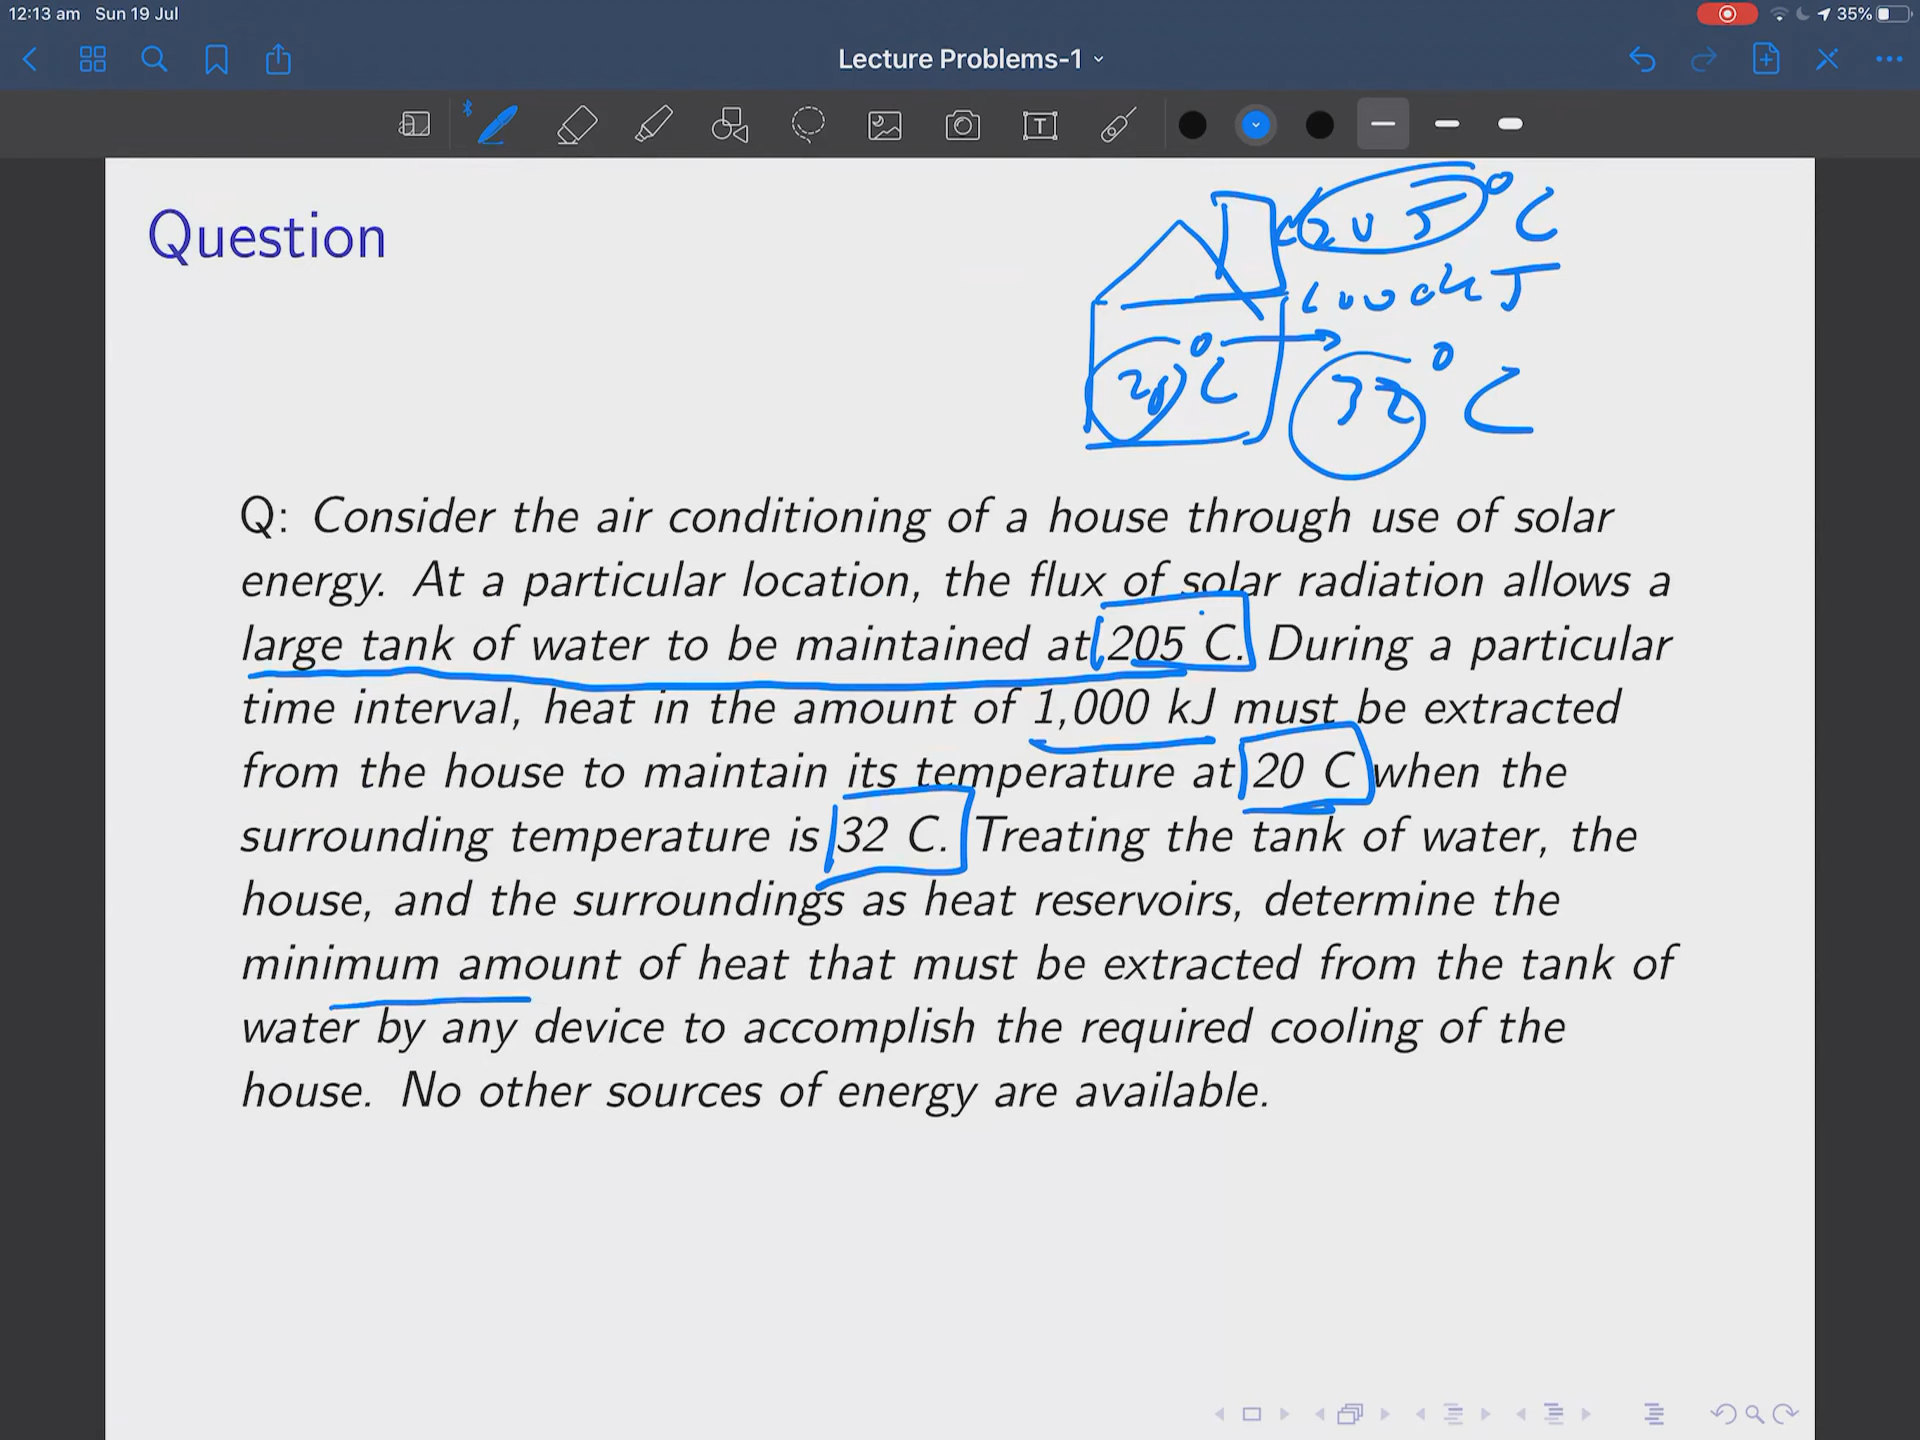 12:13 am Sun 19 Jul
35%
Lecture Problems-1
T
Question
205°C
1000kJ
20°C
32°C
Q: Consider the air conditioning of a house through use of solar
energy. At a particular location, the flux of solar radiation allows a
large tank of water to be maintained at 205 C. During a particular
time interval, heat in the amount of 1,000 kJ must be extracted
from the house to maintain its temperature at 20 C when the
surrounding temperature is 32 C. Treating the tank of water, the
house, and the surroundings as heat reservoirs, determine the
minimum amount of heat that must be extracted from the tank of
water by any device to accomplish the required cooling of the
house. No other sources of energy are available.